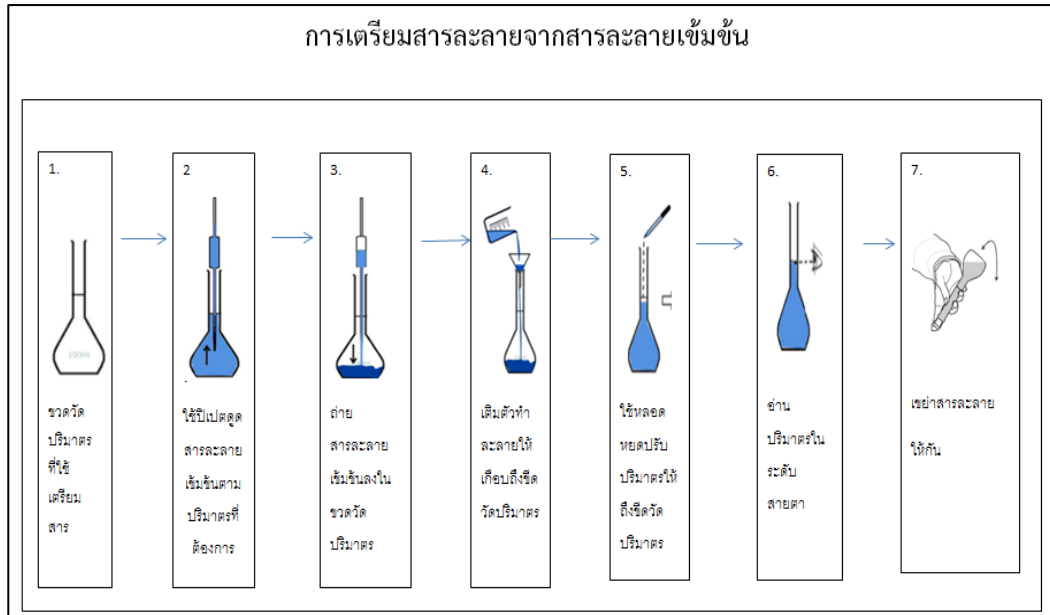 การเตรียมสารละลายจากสารละลายเข้มข้น
1.
100ml
ขวดวัด
ปริมาตร
ที่ใช้
เตรียม
สาร
2
ใช้ปิเปตดูด
สารละลาย
เข้มข้นตาม
ปริมาตรที่
ต้องการ
3.
ถ่าย
สารละลาย
เข้มข้นลงใน
ขวดวัด
ปริมาตร
4.
เติมตัวทำ
ละลายให้
เกือบถึงขีด
วัดปริมาตร
5.
ใช้หลอด
หยดปรับ
ปริมาตรให้
ถึงขีดวัด
ปริมาตร
6.
อ่าน
ปริมาตรใน
ระดับ
สายตา
7.
เขย่าสารละลาย
ให้กัน